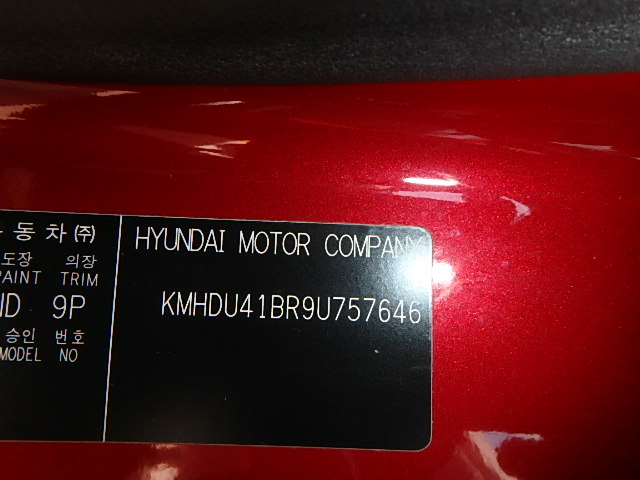 동차(주)
HYUNDAI MOTOR COMPANY
도장 의장
PAINT TRIM
ND 9P
KMHDU41BR9U757646
승인 번호
MODEL NO